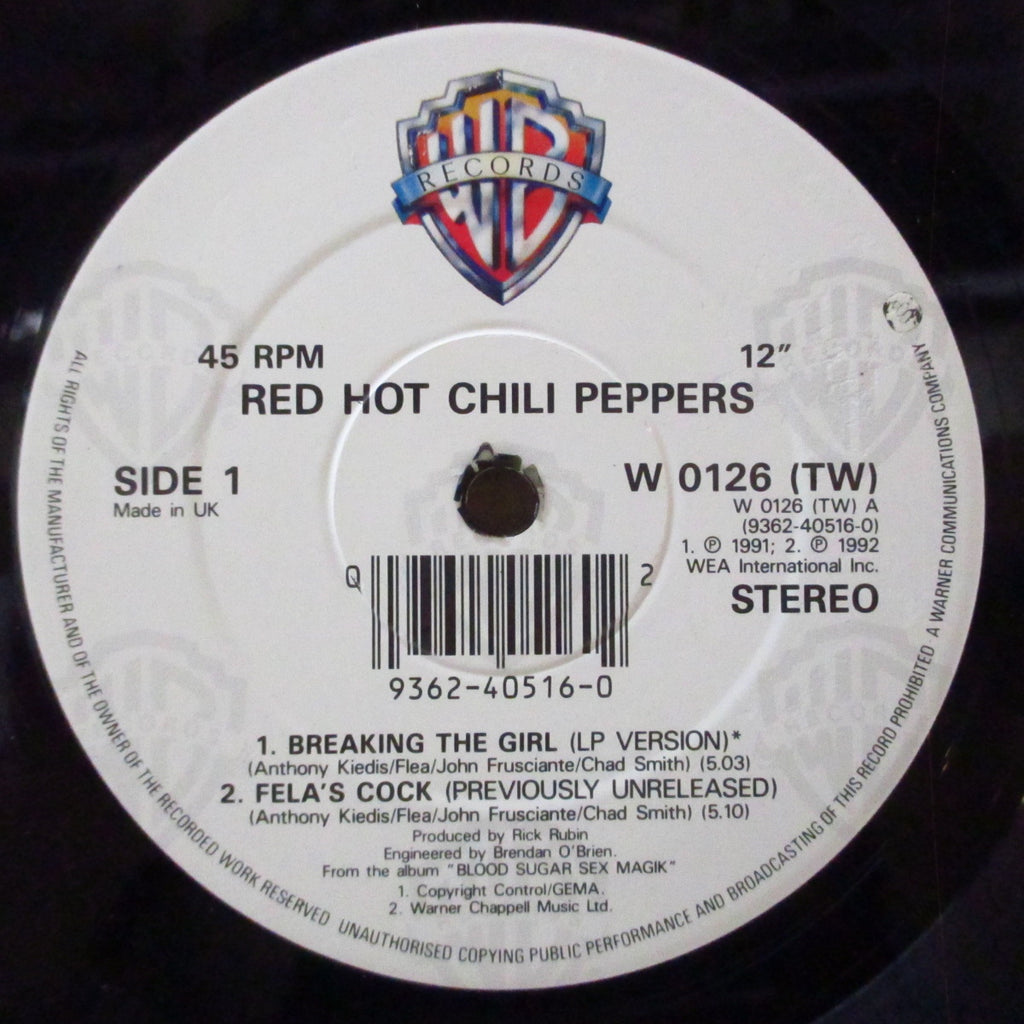 WB
RECORDS
45 RPM
12"
RED HOT CHILI PEPPERS
SIDE 1
Made in UK
W 0126 (TW)
W 0126 (TW) A
(9362-40516-0)
1. ℗ 1991; 2. ℗ 1992
WEA International Inc.
STEREO
Q
2
9362-40516-0
1. BREAKING THE GIRL (LP VERSION)*
(Anthony Kiedis/Flea/John Frusciante/Chad Smith) (5.03)
2. FELA'S COCK (PREVIOUSLY UNRELEASED)
(Anthony Kiedis/Flea/John Frusciante/Chad Smith) (5.10)
Produced by Rick Rubin
Engineered by Brendan O'Brien.
From the album "BLOOD SUGAR SEX MAGIK"
1. Copyright Control/GEMA.
2. Warner Chappell Music Ltd.
ALL RIGHTS OF THE MANUFACTURER AND OF THE OWNER OF THE RECORDED WORK RESERVED UNAUTHORISED COPYING PUBLIC PERFORMANCE AND BROADCASTING OF THIS RECORD PROHIBITED · A WARNER COMMUNICATIONS COMPANY